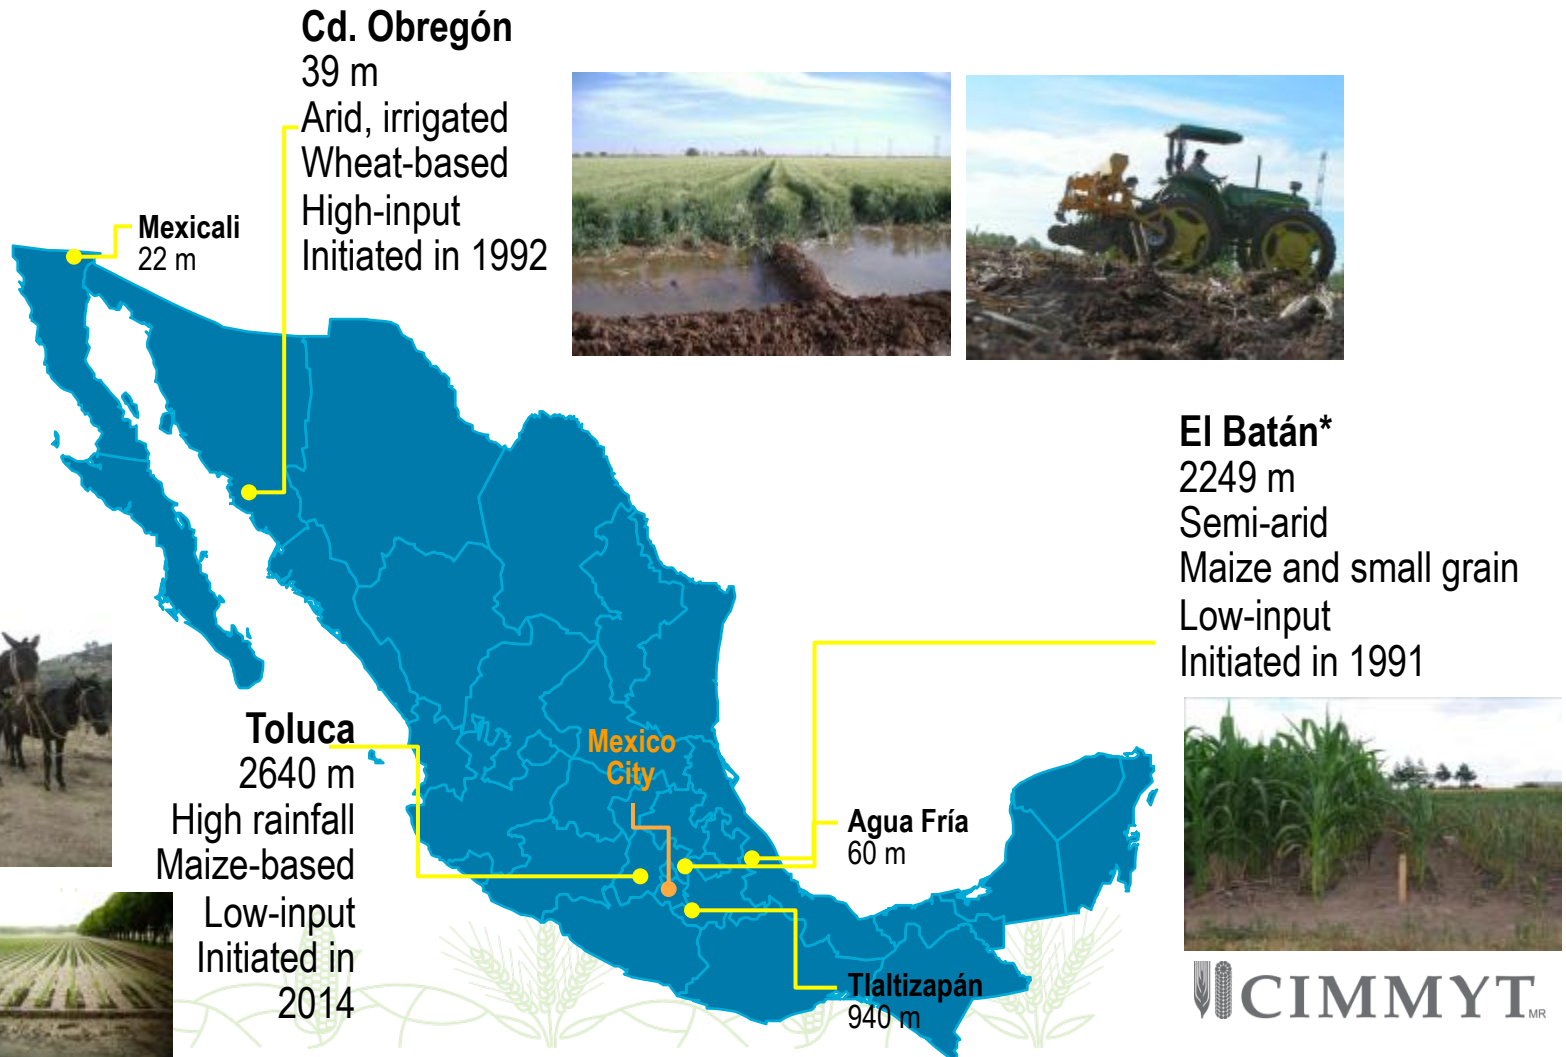 Cd. Obregón
39 m
Arid, irrigated
Wheat-based
High-input
Initiated in 1992
Mexicali
22 m
El Batán*
2249 m
Semi-arid
Maize and small grain
Low-input
Initiated in 1991
Toluca
2640 m
High rainfall
Maize-based
Low-input
Initiated in
2014
Mexico
City
Agua Fría
60 m
Tlaltizapán
940 m
CIMMYT MR